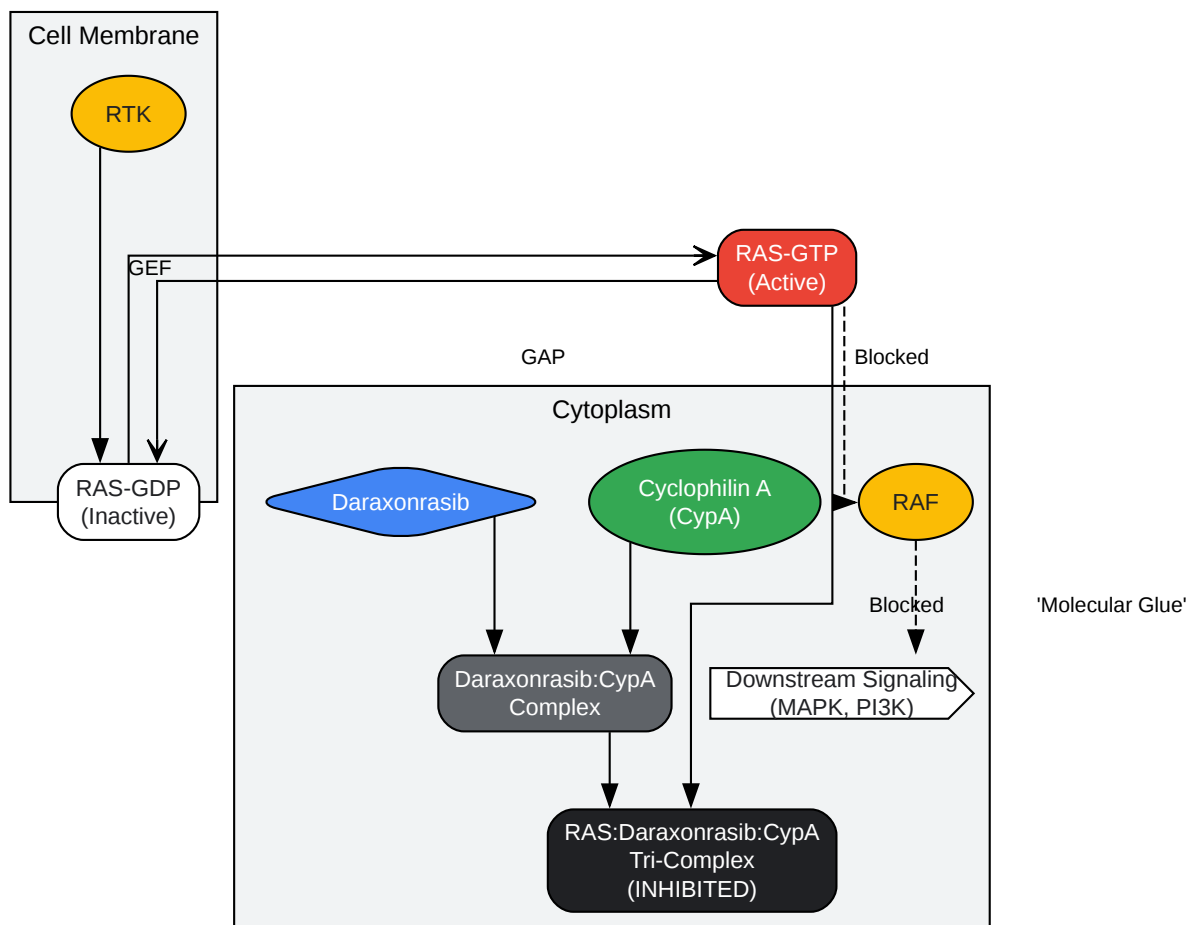 Cell Membrane
RTK
GEF
RAS-GTP
(Active)
GAP
Blocked
Cytoplasm
RAS-GDP
(Inactive)
Daraxonrasib
Cyclophilin A
(CypA)
RAF
Blocked
'Molecular Glue'
Daraxonrasib:CypA
Complex
Downstream Signaling
(MAPK, PI3K)
RAS:Daraxonrasib:CypA
Tri-Complex
(INHIBITED)